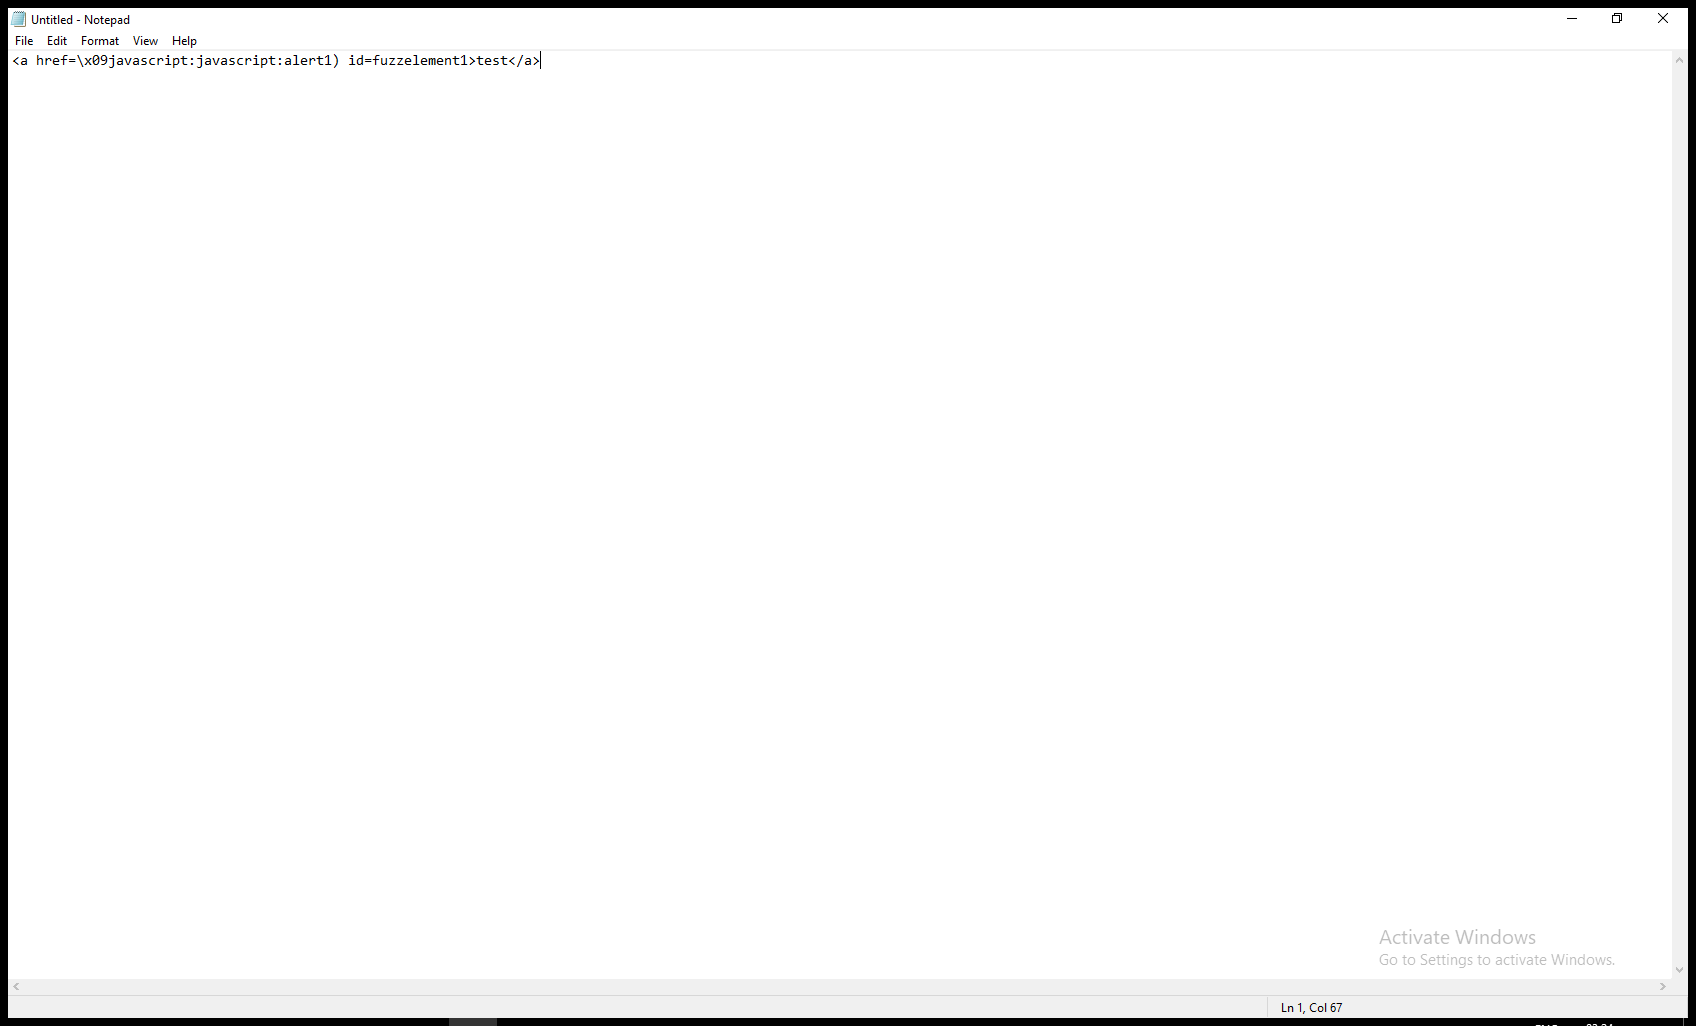 Untitled - Notepad
File Edit Format View Help
<a href=\x09javascript:javascript:alert1) id=fuzzelement1>test</a>
Activate Windows
Go to Settings to activate Windows.
Ln 1, Col 67